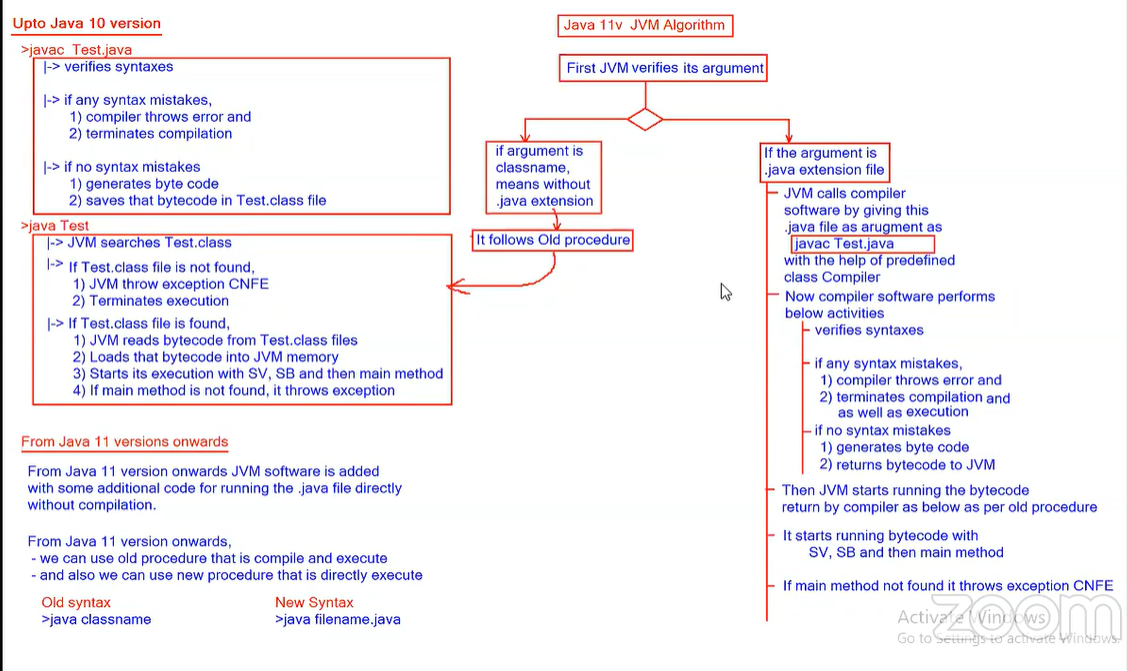 Upto Java 10 version
>javac Test.java
|-> verifies syntaxes
|-> if any syntax mistakes,
1) compiler throws error and
2) terminates compilation
|-> if no syntax mistakes
1) generates byte code
2) saves that bytecode in Test.class file
>java Test
|-> JVM searches Test.class
|-> If Test.class file is not found,
1) JVM throw exception CNFE
2) Terminates execution
|-> If Test.class file is found,
1) JVM reads bytecode from Test.class files
2) Loads that bytecode into JVM memory
3) Starts its execution with SV, SB and then main method
4) If main method is not found, it throws exception
From Java 11 versions onwards
From Java 11 version onwards JVM software is added
with some additional code for running the .java file directly
without compilation.
From Java 11 version onwards,
- we can use old procedure that is compile and execute
- and also we can use new procedure that is directly execute
Old syntax
>java classname
New Syntax
>java filename.java
Java 11v JVM Algorithm
First JVM verifies its argument
if argument is
classname,
means without
.java extension
It follows Old procedure
If the argument is
.java extension file
JVM calls compiler
software by giving this
.java file as arugment as
javac Test.java
with the help of predefined
class Compiler
Now compiler software performs
below activities
verifies syntaxes
if any syntax mistakes,
1) compiler throws error and
2) terminates compilation and
as well as execution
if no syntax mistakes
1) generates byte code
2) returns bytecode to JVM
Then JVM starts running the bytecode
return by compiler as below as per old procedure
It starts running bytecode with
SV, SB and then main method
If main method not found it throws exception CNFE
zoom
Activate Windows
Go to Settings to activate Windows.